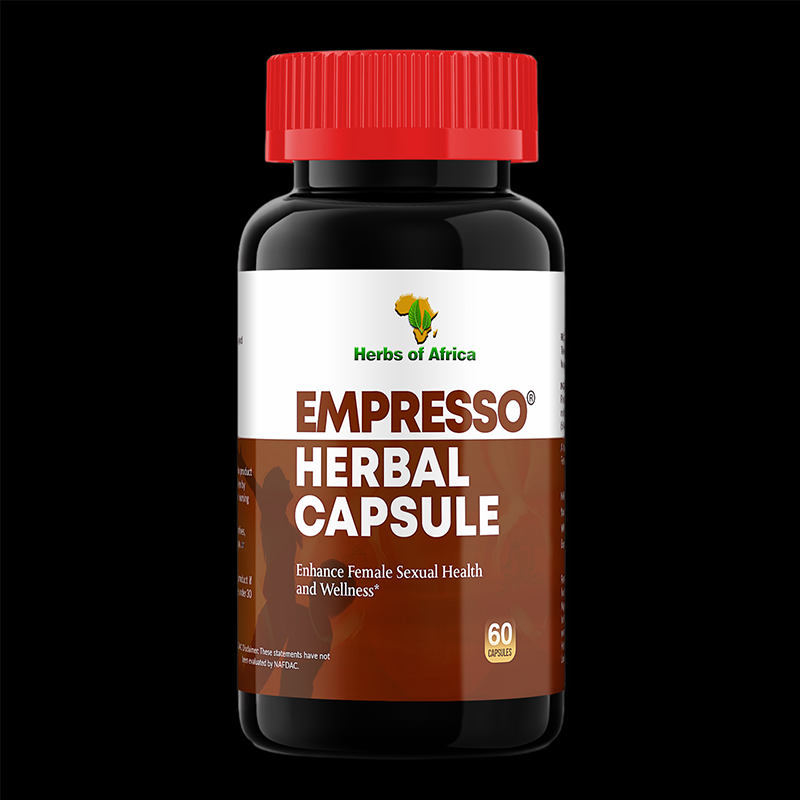 Herbs of Africa
EMPRESSO®
HERBAL
CAPSULE
Enhance Female Sexual Health
and Wellness*
60
CAPSULES
product
Disclaimer: These statements have not
been evaluated by NAFDAC.